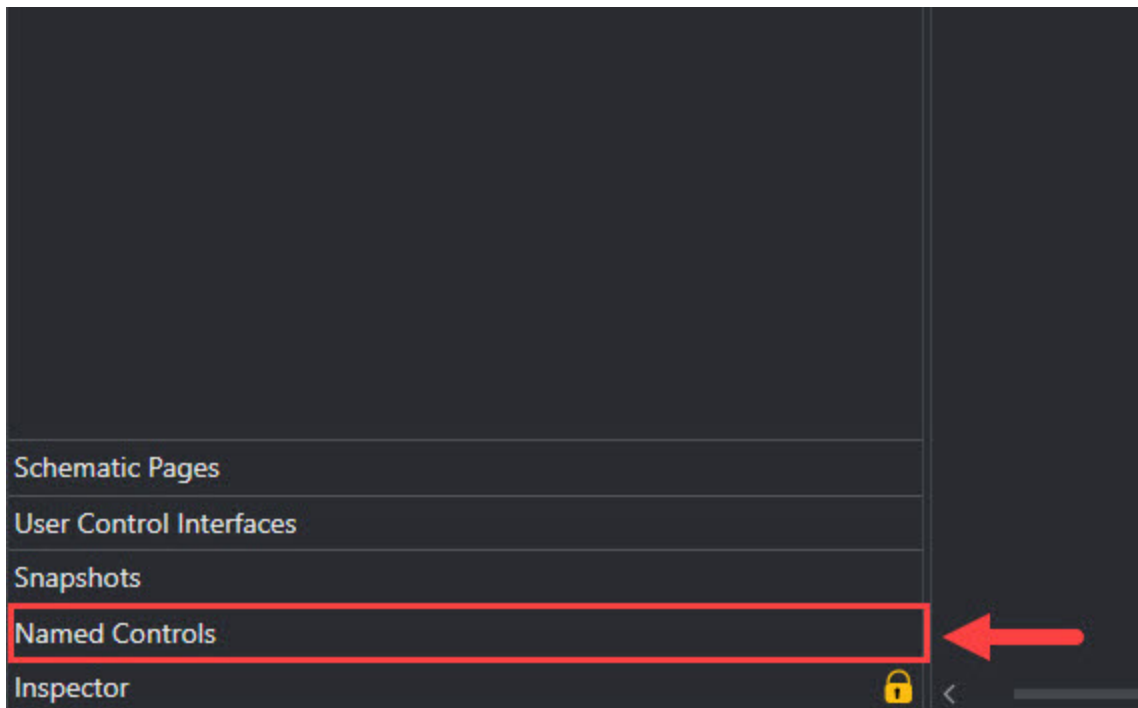 Schematic Pages
User Control Interfaces
Snapshots
Named Controls
Inspector